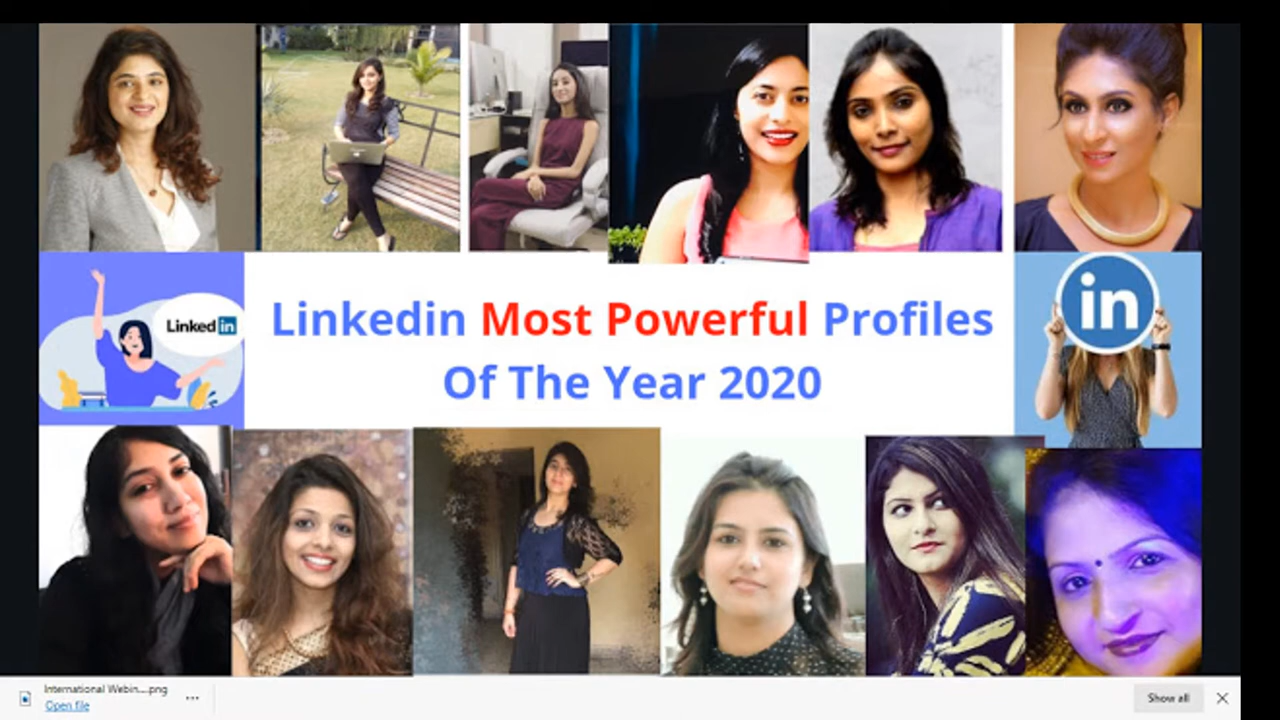 Linked in
in
Linkedin Most Powerful Profiles
Of The Year 2020
International Webin....png
Open file
...
Show all